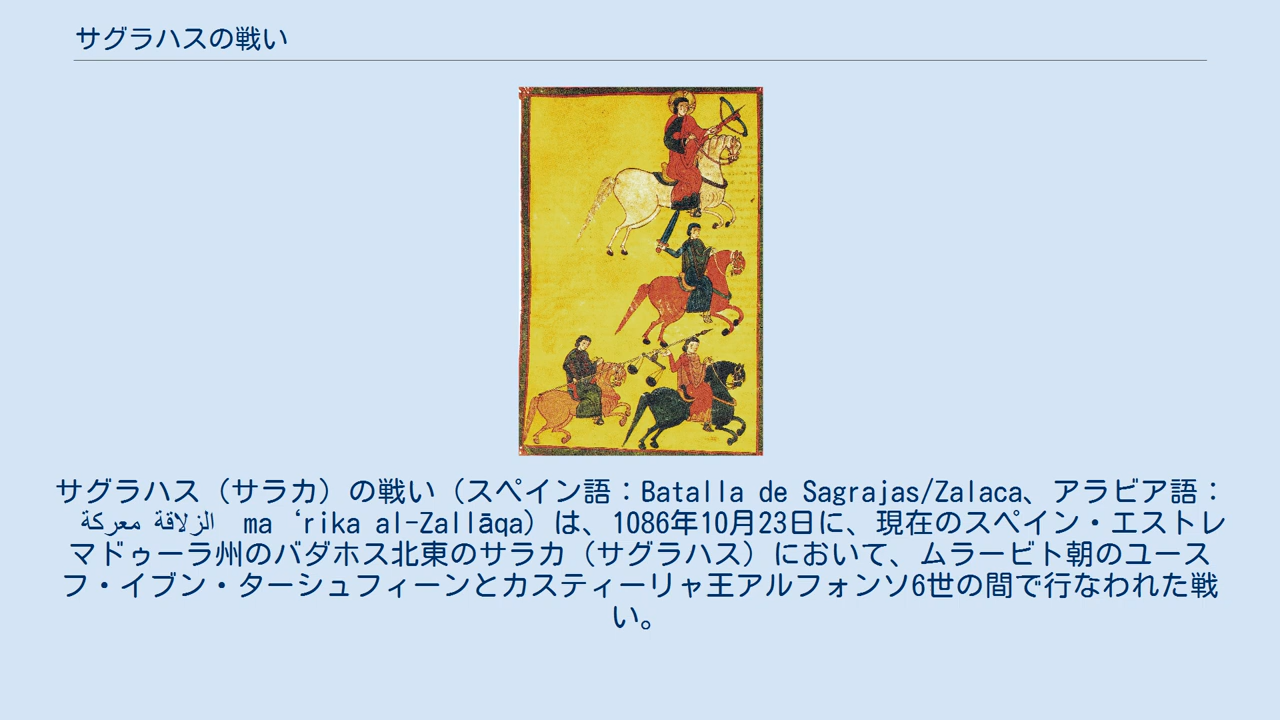 サグラハスの戦い
サグラハス（サラカ）の戦い（スペイン語：Batalla de Sagrajas/Zalaca、アラビア語：
الزلاقة معركة ma‘rika al-Zallāqa）は、1086年10月23日に、現在のスペイン・エストレ
マドゥーラ州のバダホス北東のサラカ（サグラハス）において、ムラービト朝のユース
フ・イブン・ターシュフィーンとカスティーリャ王アルフォンソ6世の間で行なわれた戦
い。